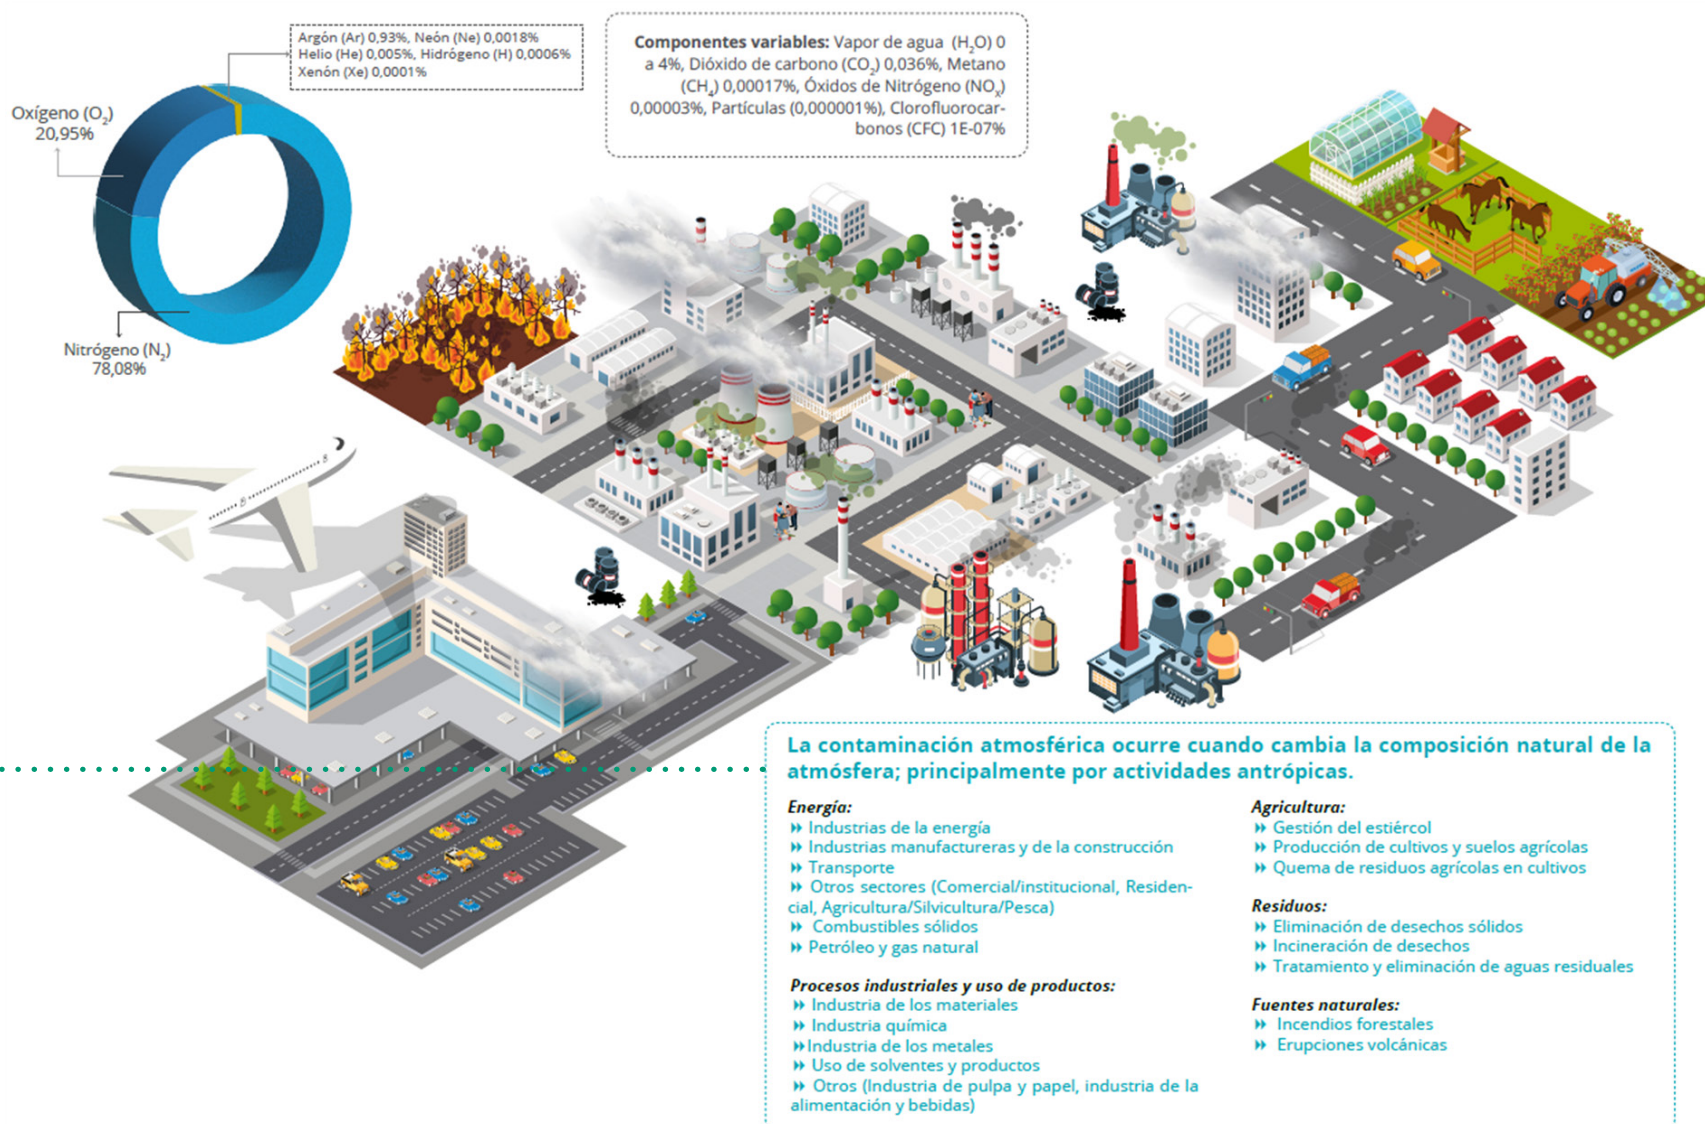 Argón (Ar) 0,93%, Neón (Ne) 0,0018%
Helio (He) 0,005%, Hidrógeno (H) 0,0006%
Xenón (Xe) 0,0001%
Oxígeno (O₂)
20,95%
Nitrógeno (N₂)
78,08%
Componentes variables: Vapor de agua (H₂O) 0
a 4%, Dióxido de carbono (CO₂) 0,036%, Metano
(CH₄) 0,00017%, Óxidos de Nitrógeno (NOₓ)
0,00003%, Partículas (0,000001%), Clorofluorocar-
bonos (CFC) 1E-07%
La contaminación atmosférica ocurre cuando cambia la composición natural de la
atmósfera; principalmente por actividades antrópicas.
Energía:
Industrias de la energía
Industrias manufactureras y de la construcción
Transporte
Otros sectores (Comercial/institucional, Residen-
cial, Agricultura/Silvicultura/Pesca)
Combustibles sólidos
Petróleo y gas natural
Procesos industriales y uso de productos:
Industria de los materiales
Industria química
Industria de los metales
Uso de solventes y productos
Otros (Industria de pulpa y papel, industria de la
alimentación y bebidas)
Agricultura:
Gestión del estiércol
Producción de cultivos y suelos agrícolas
Quema de residuos agrícolas en cultivos
Residuos:
Eliminación de desechos sólidos
Incineración de desechos
Tratamiento y eliminación de aguas residuales
Fuentes naturales:
Incendios forestales
Erupciones volcánicas